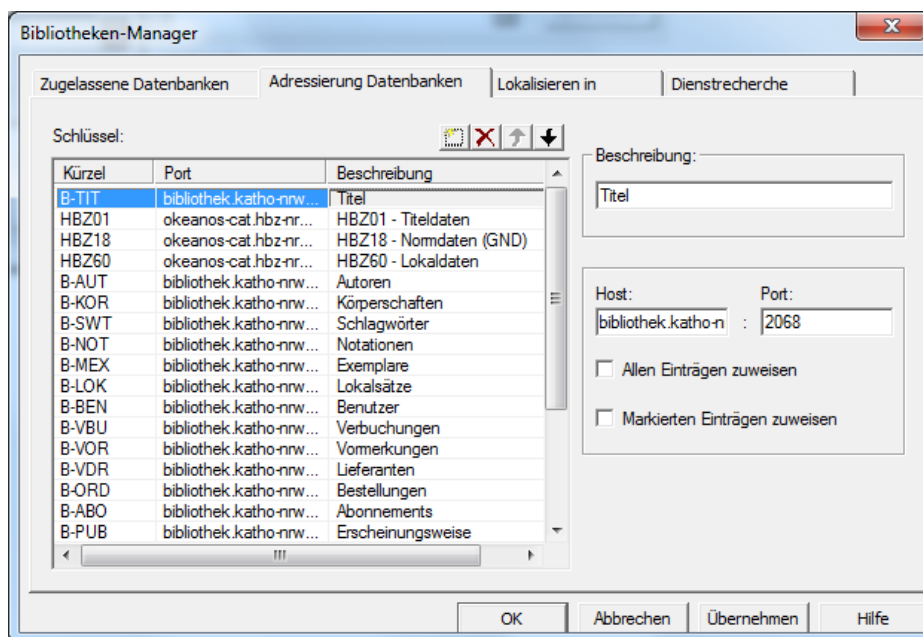 Bibliotheken-Manager
Zugelassene Datenbanken Adressierung Datenbanken Lokalisieren in Dienstrecherche
Schlüssel:
Kürzel Port Beschreibung
B-TIT bibliothek.katho-nrw... Titel
HBZ01 okeanos-cat.hbz-nr... HBZ01 - Titeldaten
HBZ18 okeanos-cat.hbz-nr... HBZ18 - Normdaten (GND)
HBZ60 okeanos-cat.hbz-nr... HBZ60 - Lokaldaten
B-AUT bibliothek.katho-nrw... Autoren
B-KOR bibliothek.katho-nrw... Körperschaften
B-SWT bibliothek.katho-nrw... Schlagwörter
B-NOT bibliothek.katho-nrw... Notationen
B-MEX bibliothek.katho-nrw... Exemplare
B-LOK bibliothek.katho-nrw... Lokalsätze
B-BEN bibliothek.katho-nrw... Benutzer
B-VBU bibliothek.katho-nrw... Verbuchungen
B-VOR bibliothek.katho-nrw... Vormerkungen
B-VDR bibliothek.katho-nrw... Lieferanten
B-ORD bibliothek.katho-nrw... Bestellungen
B-ABO bibliothek.katho-nrw... Abonnements
B-PUB bibliothek.katho-nrw... Erscheinungsweise
Beschreibung:
Titel
Host: Port:
bibliothek.katho-n : 2068
Allen Einträgen zuweisen
Markierten Einträgen zuweisen
OK Abbrechen Übernehmen Hilfe